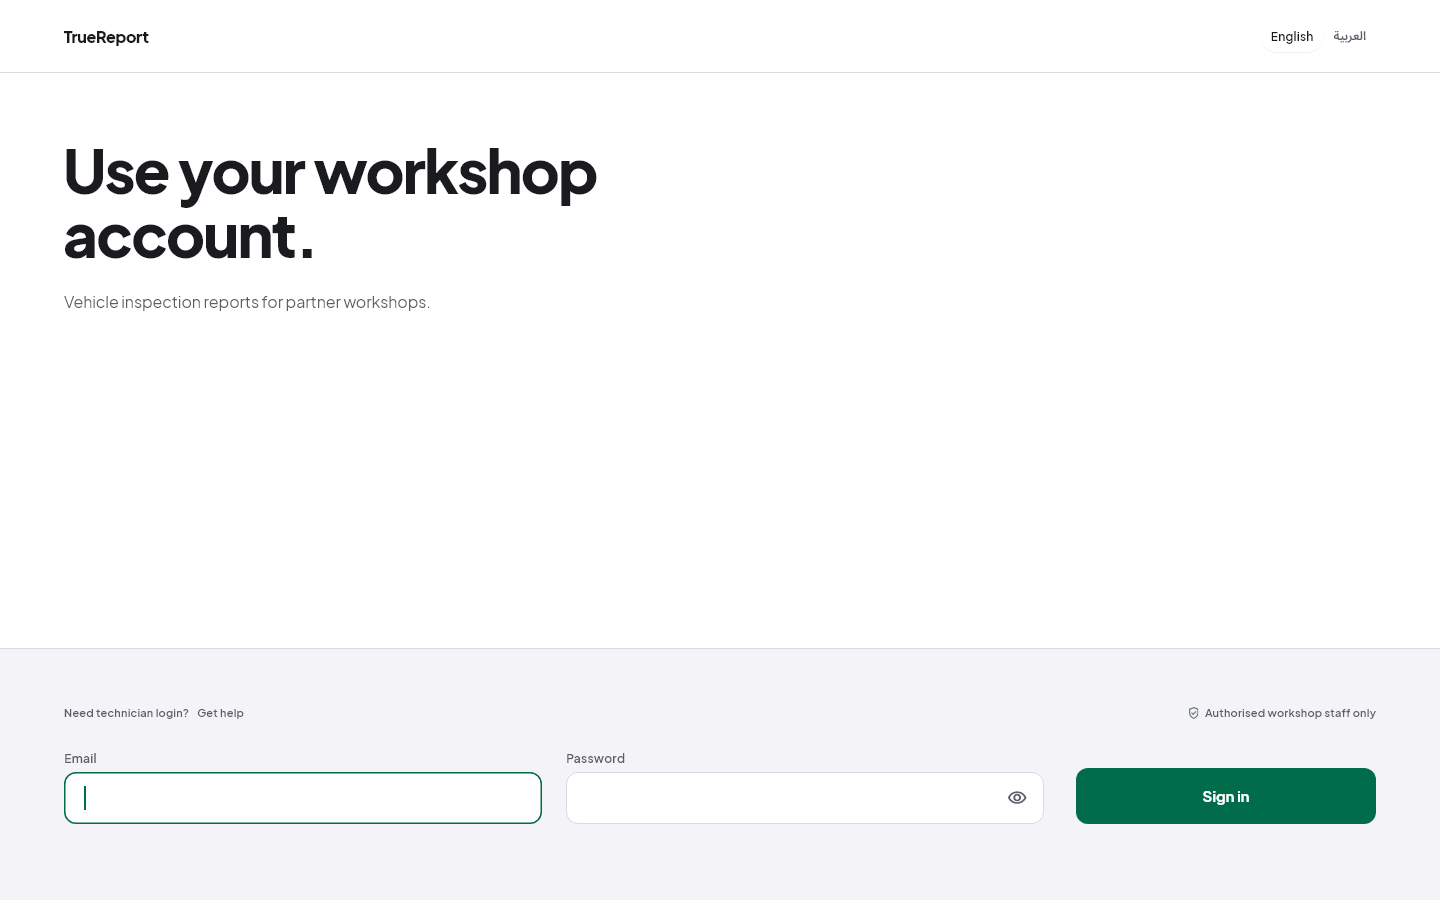 TrueReport
English
العربية
Use your workshop
account.
Vehicle inspection reports for partner workshops.
Need technician login? Get help
Authorised workshop staff only
Email
Password
Sign in